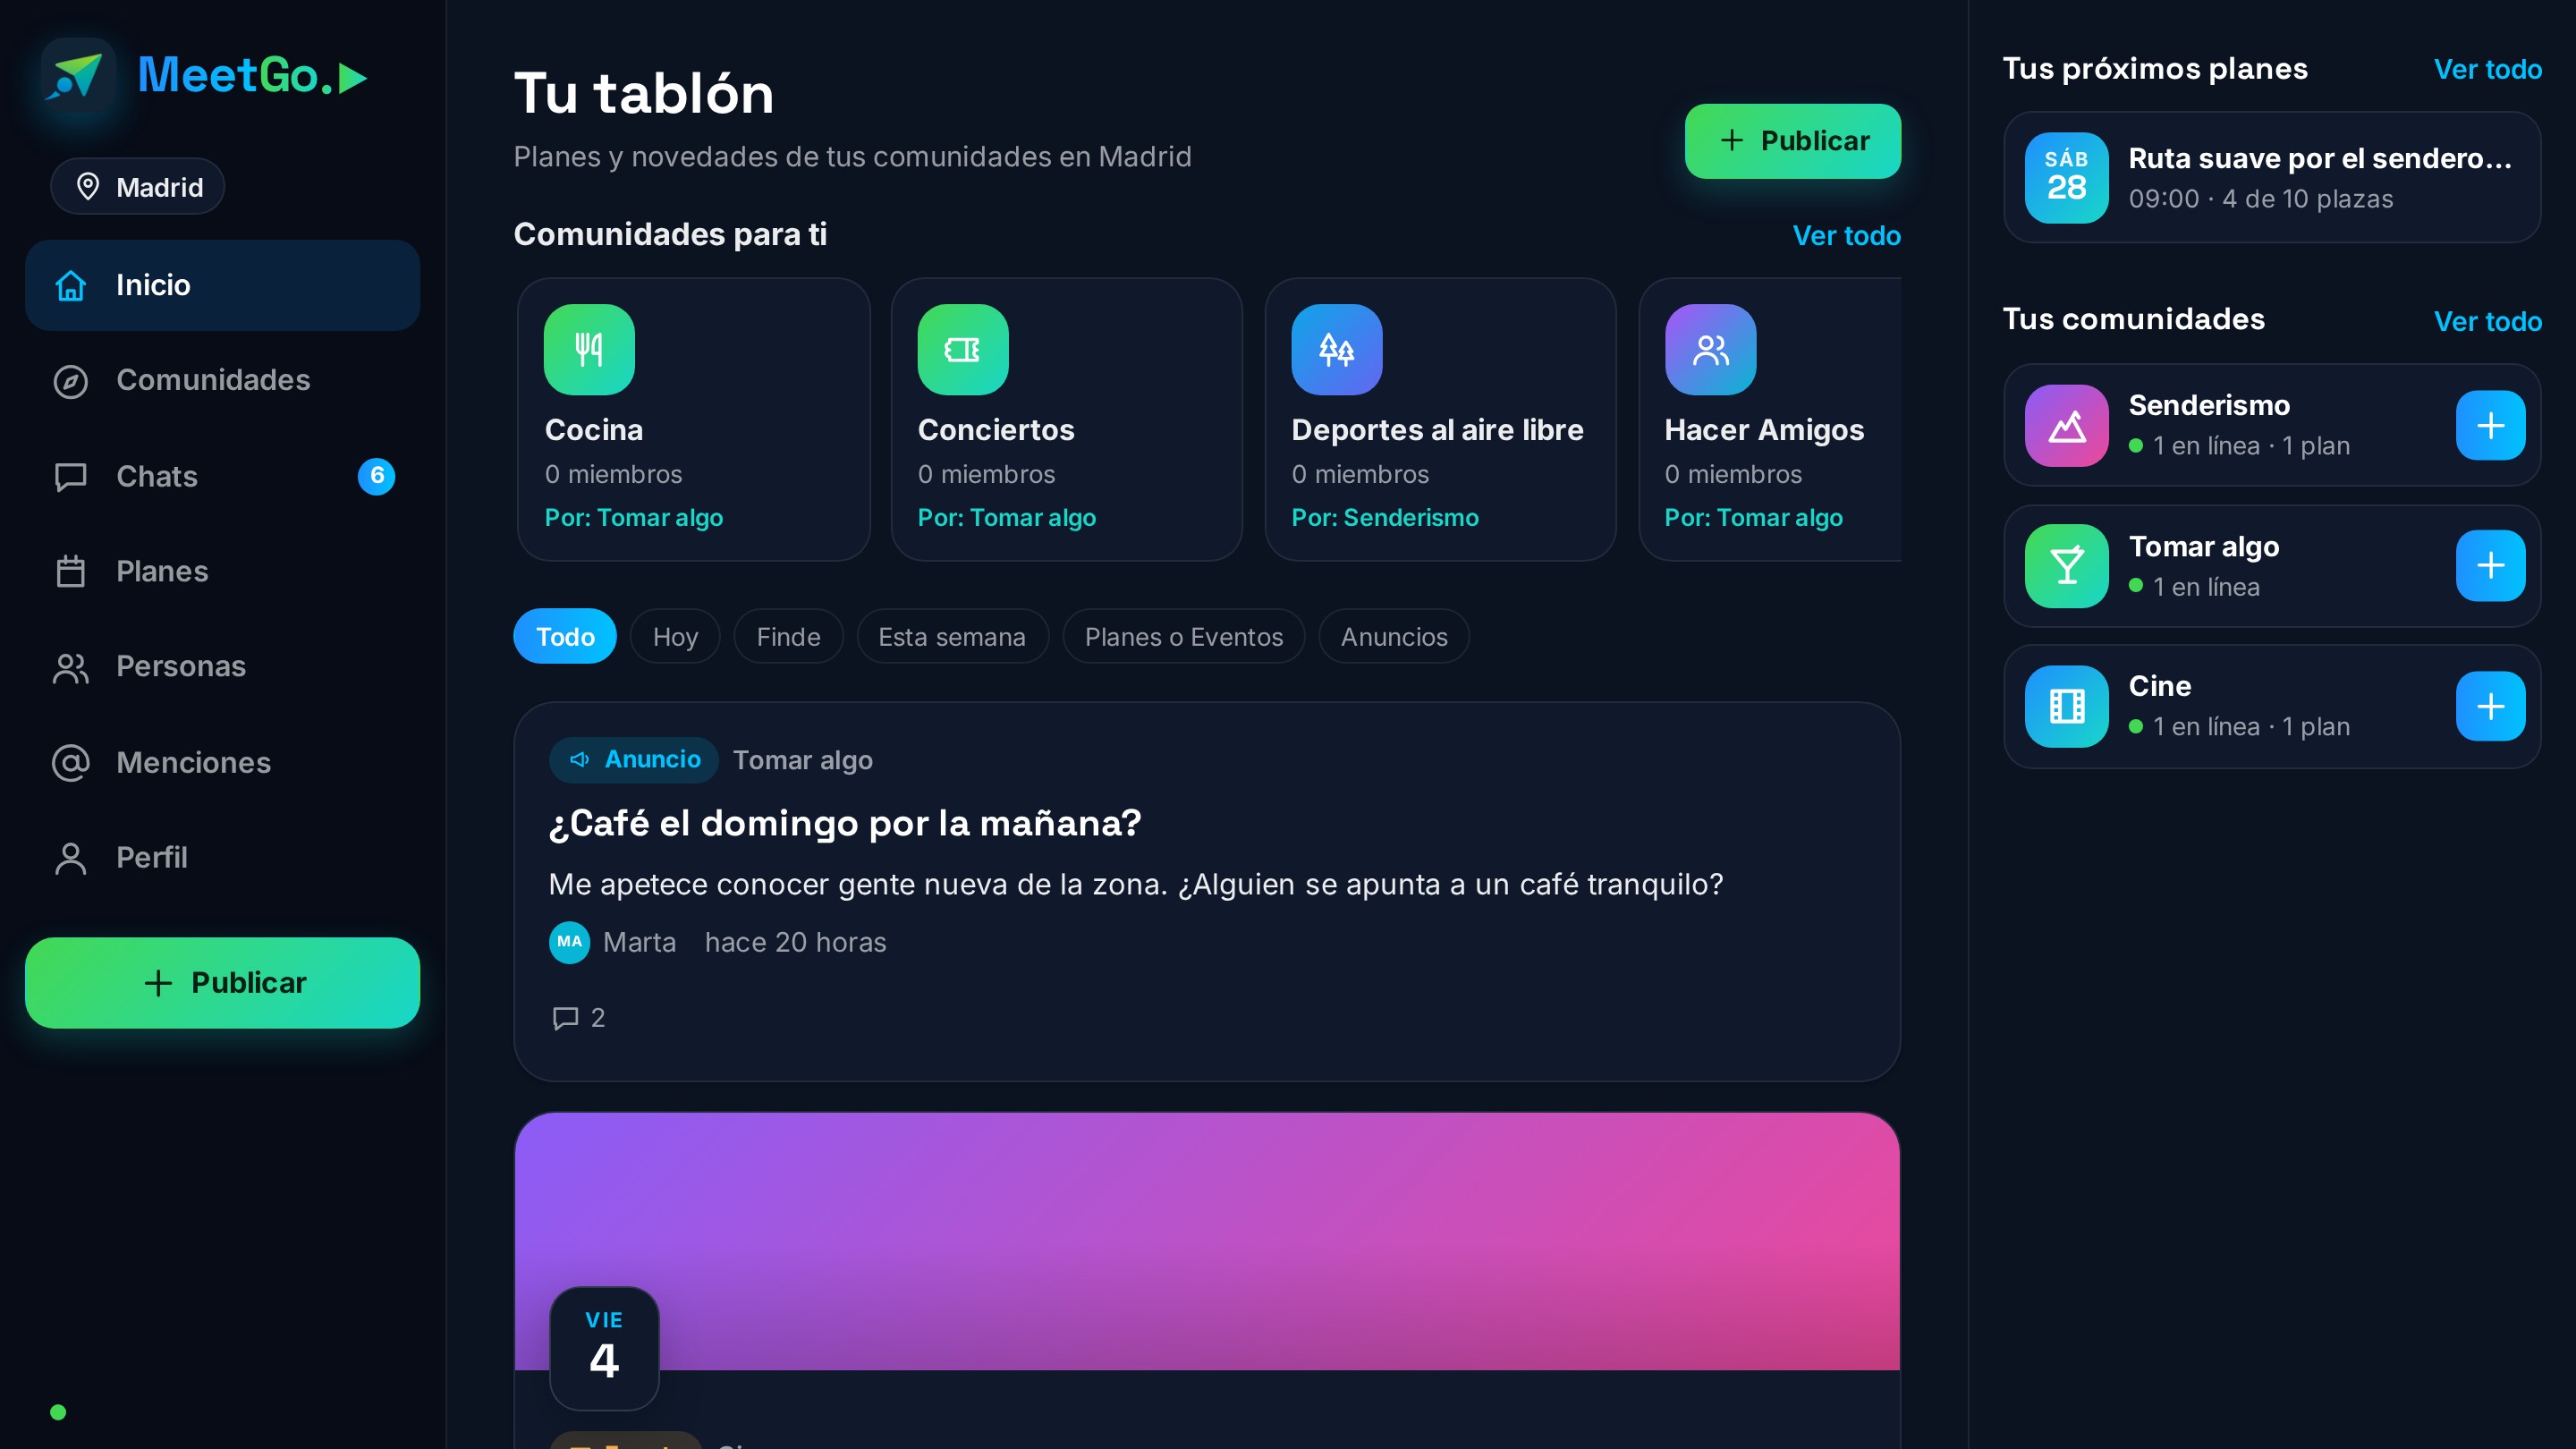 MeetGo.
Madrid
Inicio
Comunidades
Chats
6
Planes
Personas
Menciones
Perfil
Publicar
Tu tablón
Planes y novedades de tus comunidades en Madrid
Publicar
Comunidades para ti
Ver todo
Cocina
0 miembros
Por: Tomar algo
Conciertos
0 miembros
Por: Tomar algo
Deportes al aire libre
0 miembros
Por: Senderismo
Hacer Amigos
0 miembros
Por: Tomar algo
Todo
Hoy
Finde
Esta semana
Planes o Eventos
Anuncios
Anuncio
Tomar algo
¿Café el domingo por la mañana?
Me apetece conocer gente nueva de la zona. ¿Alguien se apunta a un café tranquilo?
MA
Marta
hace 20 horas
2
VIE
4
Tus próximos planes
Ver todo
SÁB
28
Ruta suave por el sendero...
09:00 · 4 de 10 plazas
Tus comunidades
Ver todo
Senderismo
1 en línea · 1 plan
Tomar algo
1 en línea
Cine
1 en línea · 1 plan